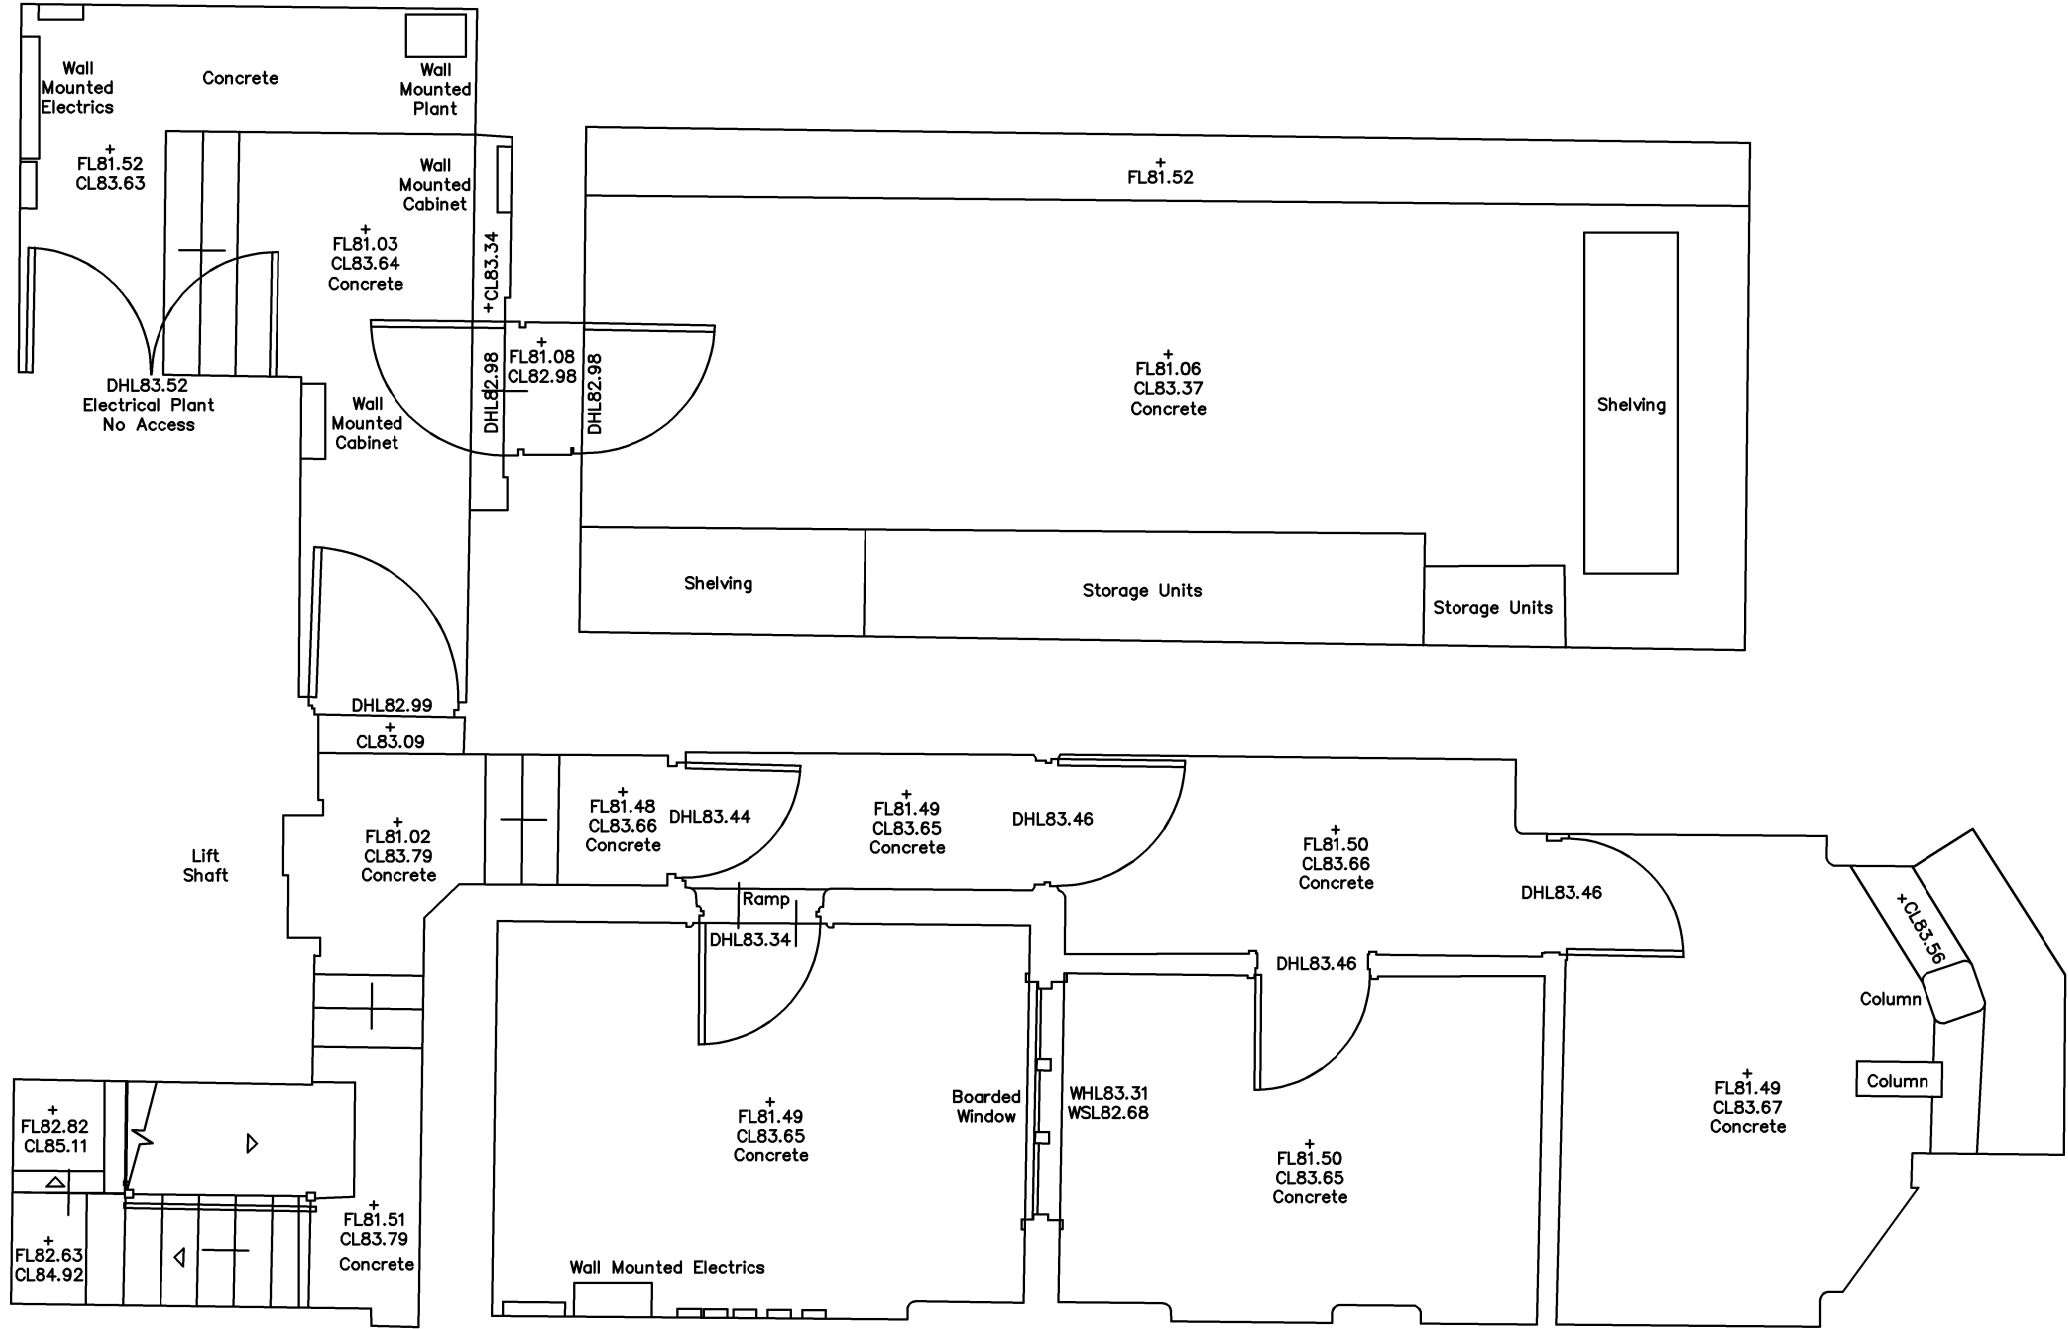 Wall
Mounted
Electrics
Concrete
Wall
Mounted
Plant
FL81.52
CL83.63
Wall
Mounted
Cabinet
FL81.52
FL81.03
CL83.64
Concrete
CL83.34
DHL82.98
FL81.08
CL82.98
DHL82.98
FL81.06
CL83.37
Concrete
Shelving
DHL83.52
Electrical Plant
No Access
Wall
Mounted
Cabinet
Shelving
Storage Units
Storage Units
DHL82.99
CL83.09
FL81.02
CL83.79
Concrete
Lift
Shaft
FL81.48
CL83.66
Concrete
DHL83.44
FL81.49
CL83.65
Concrete
DHL83.46
FL81.50
CL83.66
Concrete
DHL83.46
Ramp
DHL83.34
DHL83.46
CL83.56
Column
Column
Boarded
Window
WHL83.31
WSL82.68
FL81.49
CL83.67
Concrete
FL81.49
CL83.65
Concrete
FL81.50
CL83.65
Concrete
FL82.82
CL85.11
FL81.51
CL83.79
Concrete
FL82.63
CL84.92
Wall Mounted Electrics